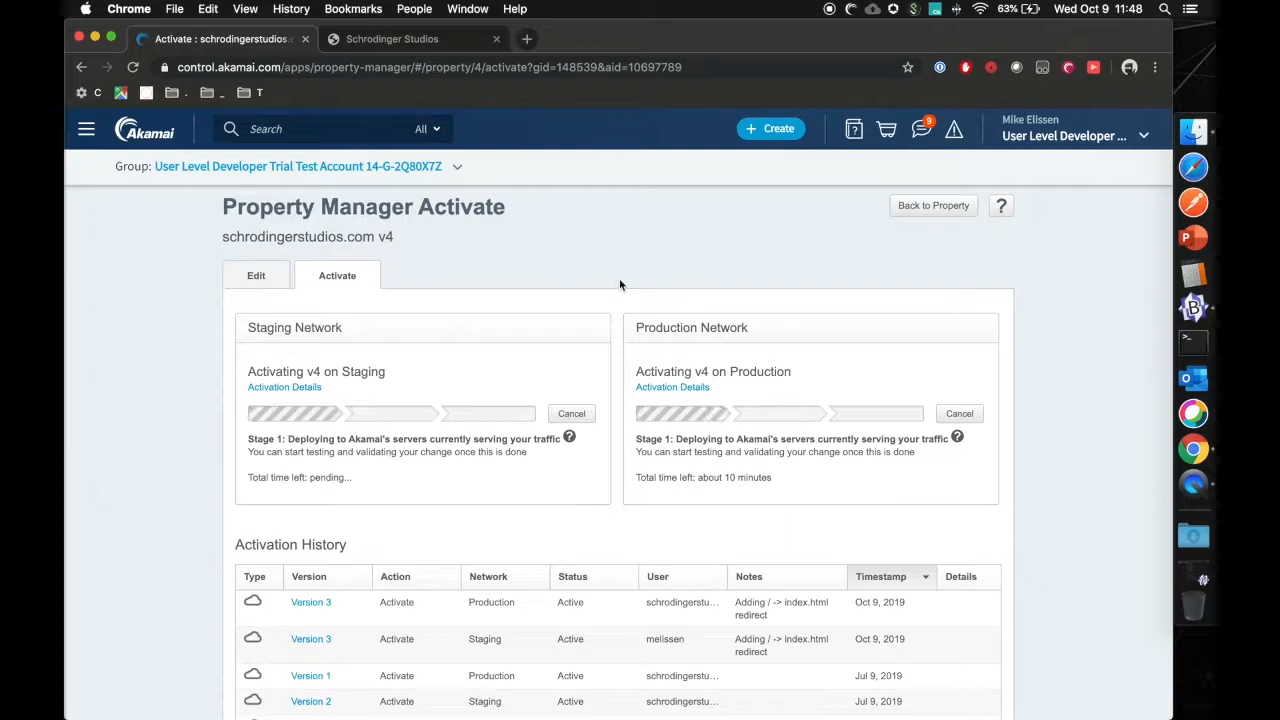 Chrome File Edit View History Bookmarks People Window Help 63% Wed Oct 9 11:48
Activate : schrodingerstudios.c
Schrodinger Studios
control.akamai.com/apps/property-manager/#/property/4/activate?gid=148539&aid=10697789
C . _ T
Akamai Search All + Create 9
Mike Elissen
User Level Developer ...
Group: User Level Developer Trial Test Account 14-G-2Q80X7Z
Property Manager Activate
Back to Property ?
schrodingerstudios.com v4
Edit Activate
Staging Network
Activating v4 on Staging
Activation Details
Cancel
Stage 1: Deploying to Akamai's servers currently serving your traffic ?
You can start testing and validating your change once this is done
Total time left: pending...
Production Network
Activating v4 on Production
Activation Details
Cancel
Stage 1: Deploying to Akamai's servers currently serving your traffic ?
You can start testing and validating your change once this is done
Total time left: about 10 minutes
Activation History
Type Version Action Network Status User Notes Timestamp Details
Version 3 Activate Production Active schrodingerstu... Adding / -> index.html Oct 9, 2019
redirect
Version 3 Activate Staging Active melissen Adding / -> index.html Oct 9, 2019
redirect
Version 1 Activate Production Active schrodingerstu... Jul 9, 2019
Version 2 Activate Staging Active schrodingerstu... Jul 9, 2019